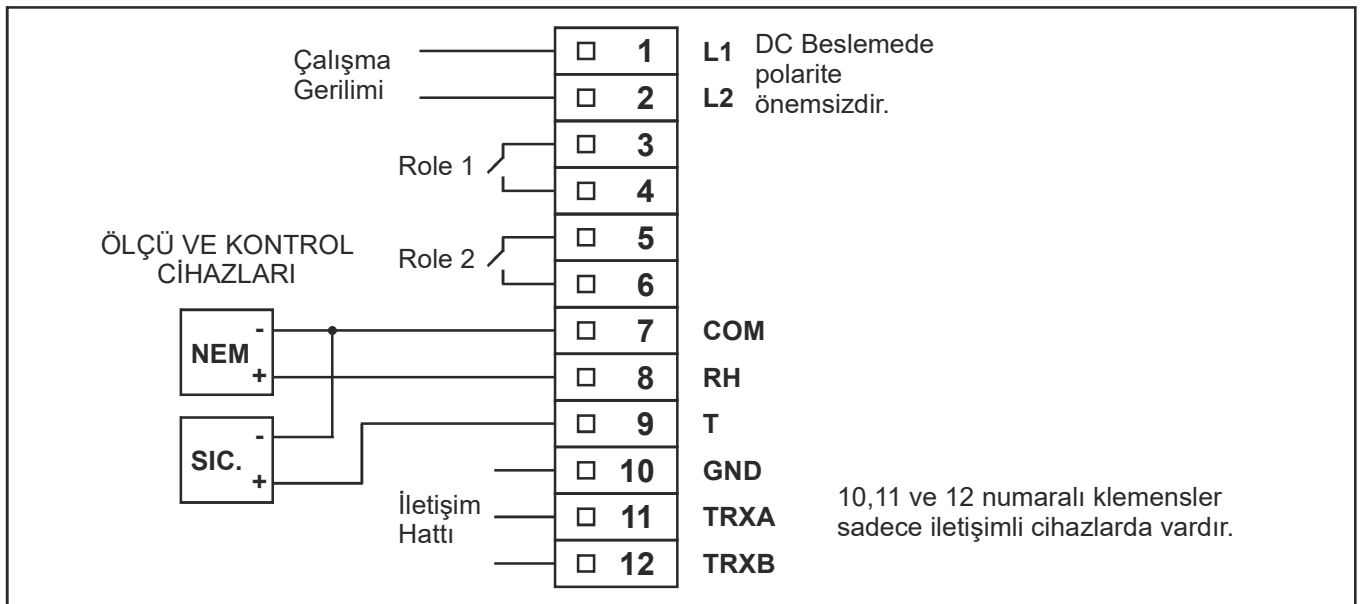 Çalışma
Gerilimi
1
L1
DC Beslemede
polarite
önemsizdir.
2
L2
Role 1
3
4
ÖLÇÜ VE KONTROL
CİHAZLARI
Role 2
5
6
NEM
-
+
7
COM
8
RH
SIC.
-
+
9
T
10
GND
İletişim
Hattı
11
TRXA
12
TRXB
10,11 ve 12 numaralı klemensler
sadece iletişimli cihazlarda vardır.